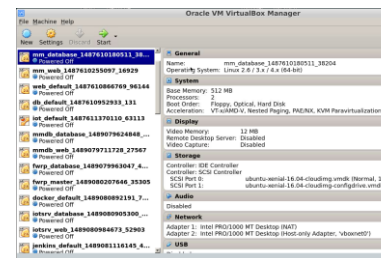 Oracle VM VirtualBox Manager
File Machine Help
New Settings Discard Start
mm_database_1487610180511_38...
Powered Off
mm_web_1487610255097_16929
Powered Off
web_default_1487610866769_96144
Powered Off
db_default_1487610952933_131
Powered Off
iot_default_1487611370110_63113
Powered Off
mmdb_database_1489079624848_...
Powered Off
mmdb_web_1489079711728_27567
Powered Off
fwrp_database_1489079963047_4...
Powered Off
fwrp_master_1489080207646_35305
Powered Off
docker_default_1489080892191_7...
Powered Off
iotsrv_database_1489080905300_...
Powered Off
iotsrv_web_1489080984673_52903
Powered Off
jenkins_default_1489081116145_4...
Powered Off
General
Name: mm_database_1487610180511_38204
Operating System: Linux 2.6 / 3.x / 4.x (64-bit)
System
Base Memory: 512 MB
Processors: 2
Boot Order: Floppy, Optical, Hard Disk
Acceleration: VT-x/AMD-V, Nested Paging, PAE/NX, KVM Paravirtualization
Display
Video Memory: 12 MB
Remote Desktop Server: Disabled
Video Capture: Disabled
Storage
Controller: IDE Controller
Controller: SCSI Controller
SCSI Port 0: ubuntu-xenial-16.04-cloudimg.vmdk (Normal, 1
SCSI Port 1: ubuntu-xenial-16.04-cloudimg-configdrive.vmd
Audio
Disabled
Network
Adapter 1: Intel PRO/1000 MT Desktop (NAT)
Adapter 2: Intel PRO/1000 MT Desktop (Host-only Adapter, 'vboxnet0')
USB